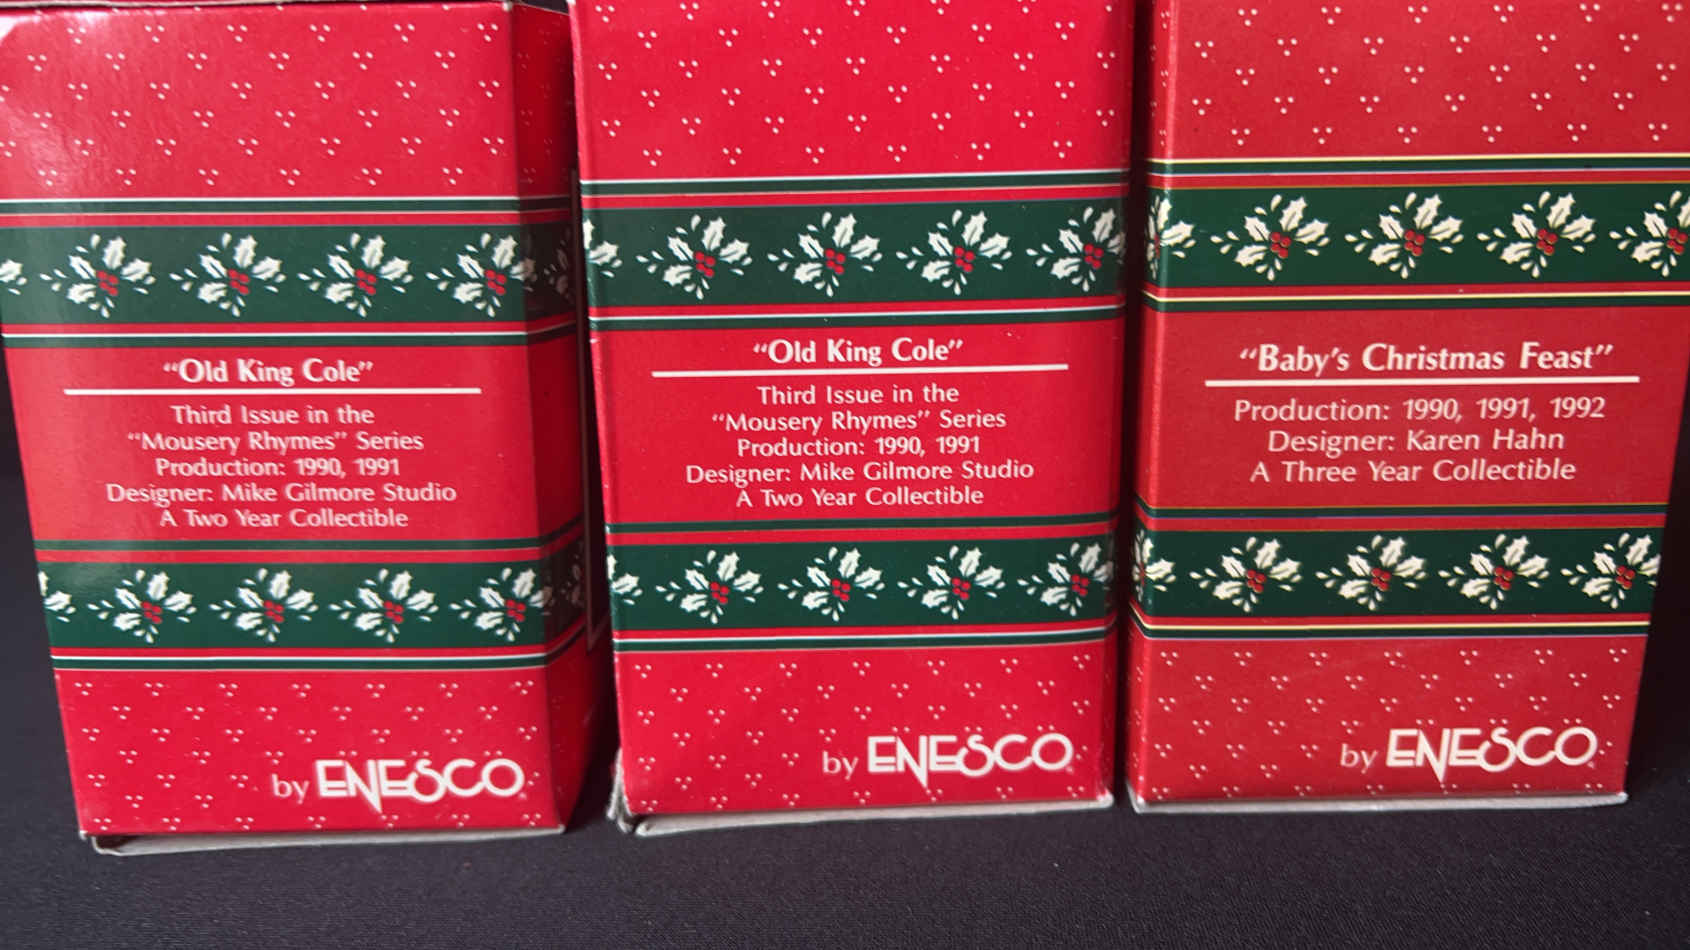 “Old King Cole”
Third Issue in the
“Mousery Rhymes” Series
Production: 1990, 1991
Designer: Mike Gilmore Studio
A Two Year Collectible
by ENESCO
“Old King Cole”
Third Issue in the
“Mousery Rhymes” Series
Production: 1990, 1991
Designer: Mike Gilmore Studio
A Two Year Collectible
by ENESCO
“Baby’s Christmas Feast”
Production: 1990, 1991, 1992
Designer: Karen Hahn
A Three Year Collectible
by ENESCO